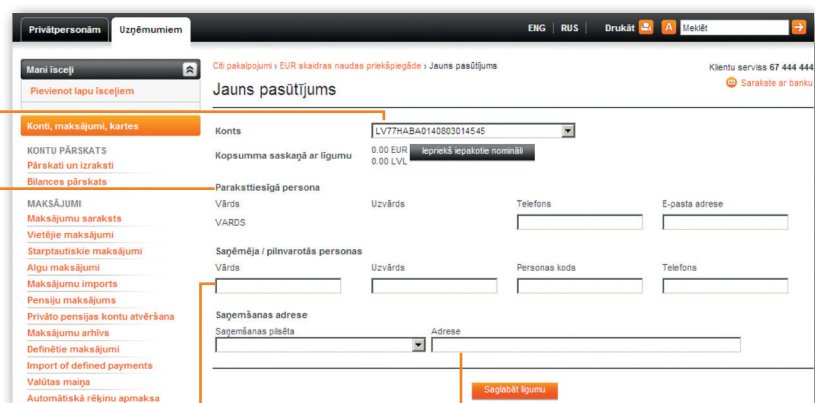 Privātpersonām Uzņēmumiem ENG RUS Drukāt A Meklēt
Mani īsceļi
Pievienot lapu īsceļiem
Konti, maksājumi, kartes
KONTU PĀRSKATS
Pārskati un izraksti
Bilances pārskats
MAKSĀJUMI
Maksājumu saraksts
Vietējie maksājumi
Starptautiskie maksājumi
Algu maksājumi
Maksājumu imports
Pensiju maksājums
Privāto pensijas kontu atvēršana
Maksājumu arhīvs
Definētie maksājumi
Import of defined payments
Valūtas maiņa
Automātiskā rēķinu apmaksa
Citi pakalpojumi › EUR skaidras naudas priekšpiegāde › Jauns pasūtījums
Klientu serviss 67 444 444
Sarakste ar banku
Jauns pasūtījums
Konts LV77HABA0140803014545
Kopsumma saskaņā ar līgumu 0.00 EUR Iepriekš iepakotie nomināli
0.00 LVL
Paraksttiesīgā persona
Vārds Uzvārds Telefons E-pasta adrese
VARDS
Saņēmēja / pilnvarotās personas
Vārds Uzvārds Personas kods Telefons
Saņemšanas adrese
Saņemšanas pilsēta Adrese
Saglabāt līgumu